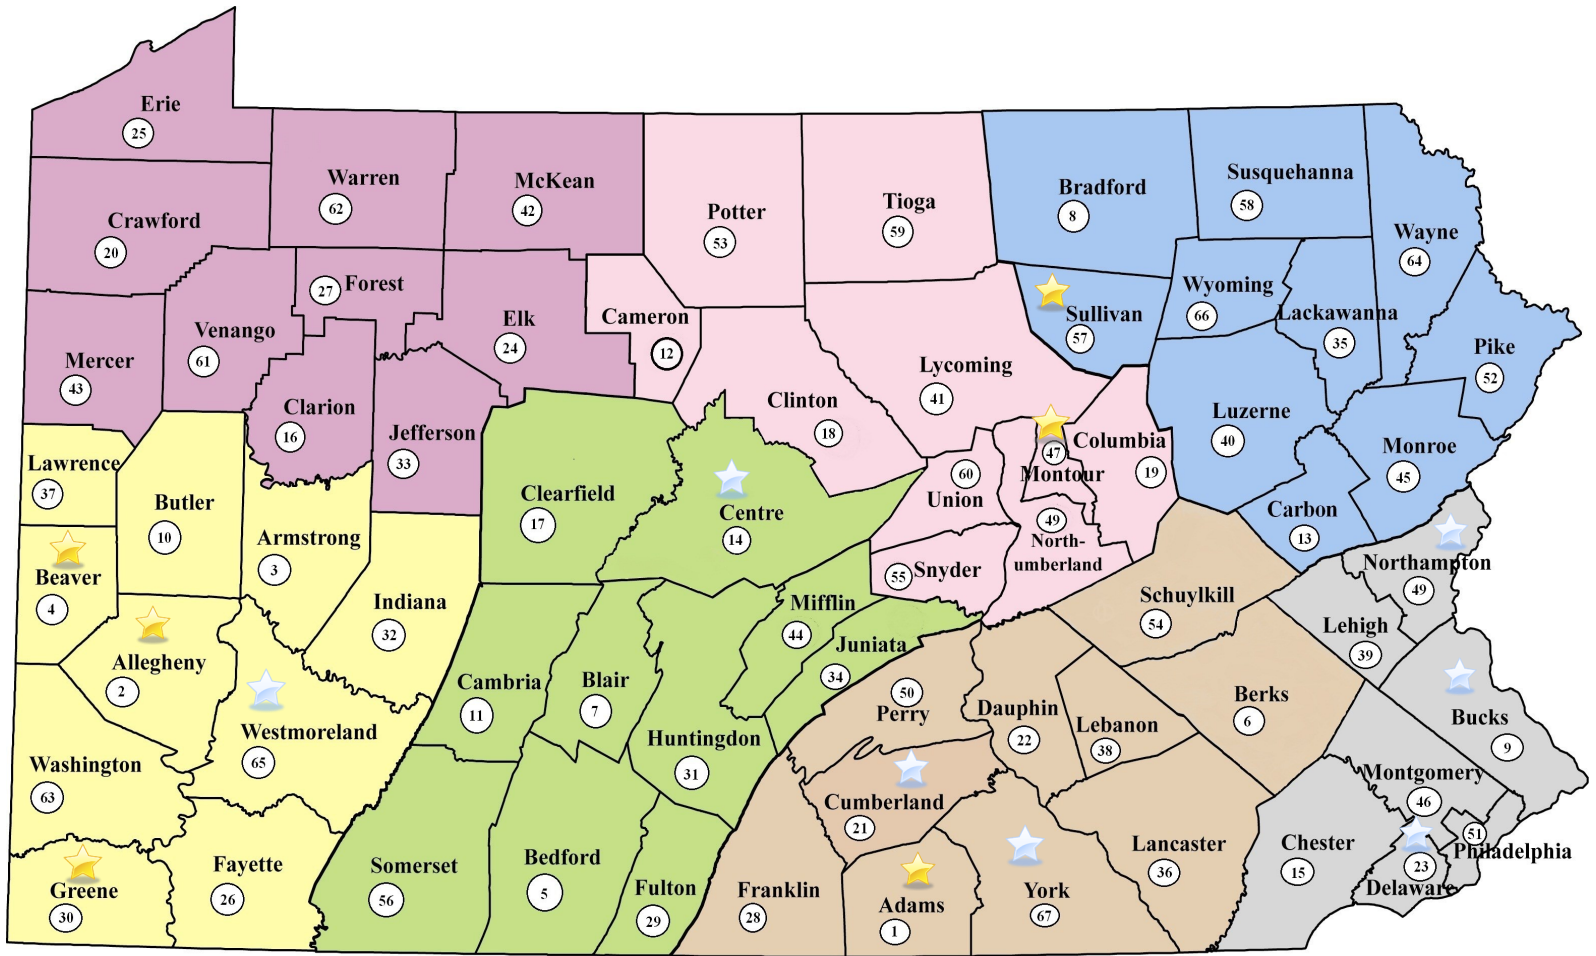 Erie
25
Crawford
20
Warren
62
McKean
42
Potter
53
Tioga
59
Bradford
8
Susquehanna
58
Wayne
64
Mercer
43
Venango
61
27 Forest
Elk
24
Cameron
12
Sullivan
57
Wyoming
66
Lackawanna
35
Pike
52
Clarion
16
Jefferson
33
Clinton
18
Lycoming
41
Columbia
19
47
Montour
Luzerne
40
Monroe
45
Lawrence
37
Butler
10
Armstrong
3
Clearfield
17
Centre
14
60
Union
49
North-
umberland
55 Snyder
Carbon
13
Northampton
49
Beaver
4
Indiana
32
Mifflin
44
Juniata
34
Schuylkill
54
Lehigh
39
Allegheny
2
Westmoreland
65
Cambria
11
Blair
7
Huntingdon
31
50
Perry
Dauphin
22
Lebanon
38
Berks
6
Bucks
9
Washington
63
Cumberland
21
Montgomery
46
51
Philadelphia
Greene
30
Fayette
26
Somerset
56
Bedford
5
Fulton
29
Franklin
28
Adams
1
York
67
Lancaster
36
Chester
15
23
Delaware